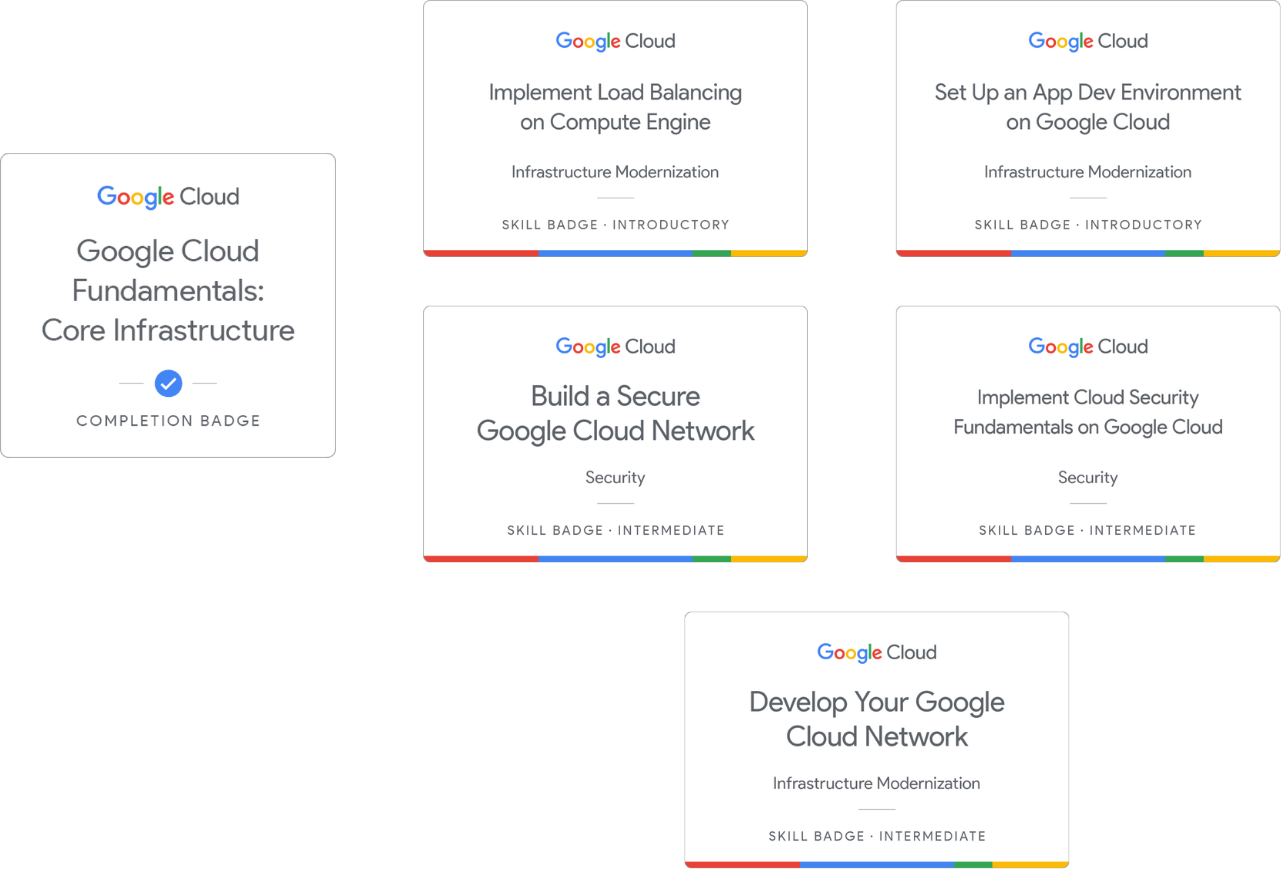 Google Cloud
Google Cloud
Fundamentals:
Core Infrastructure
COMPLETION BADGE
Google Cloud
Implement Load Balancing
on Compute Engine
Infrastructure Modernization
SKILL BADGE · INTRODUCTORY
Google Cloud
Set Up an App Dev Environment
on Google Cloud
Infrastructure Modernization
SKILL BADGE · INTRODUCTORY
Google Cloud
Build a Secure
Google Cloud Network
Security
SKILL BADGE · INTERMEDIATE
Google Cloud
Implement Cloud Security
Fundamentals on Google Cloud
Security
SKILL BADGE · INTERMEDIATE
Google Cloud
Develop Your Google
Cloud Network
Infrastructure Modernization
SKILL BADGE · INTERMEDIATE